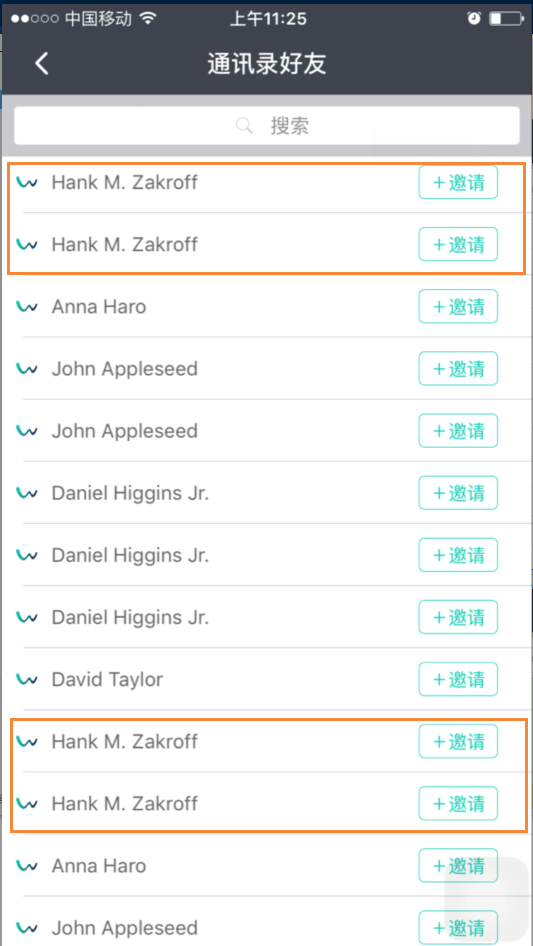 中国移动 上午11:25
通讯录好友
搜索
Hank M. Zakroff +邀请
Hank M. Zakroff +邀请
Anna Haro +邀请
John Appleseed +邀请
John Appleseed +邀请
Daniel Higgins Jr. +邀请
Daniel Higgins Jr. +邀请
Daniel Higgins Jr. +邀请
David Taylor +邀请
Hank M. Zakroff +邀请
Hank M. Zakroff +邀请
Anna Haro +邀请
John Appleseed +邀请